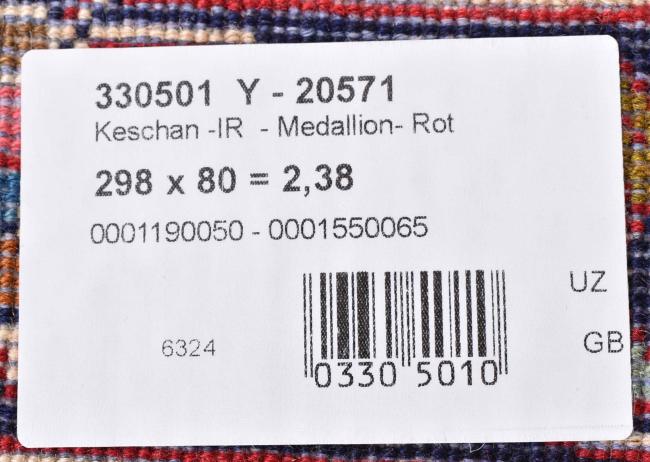 330501 Y - 20571
Keschan -IR - Medallion- Rot
298 x 80 = 2,38
0001190050 - 0001550065
UZ
6324
GB
0330 5010